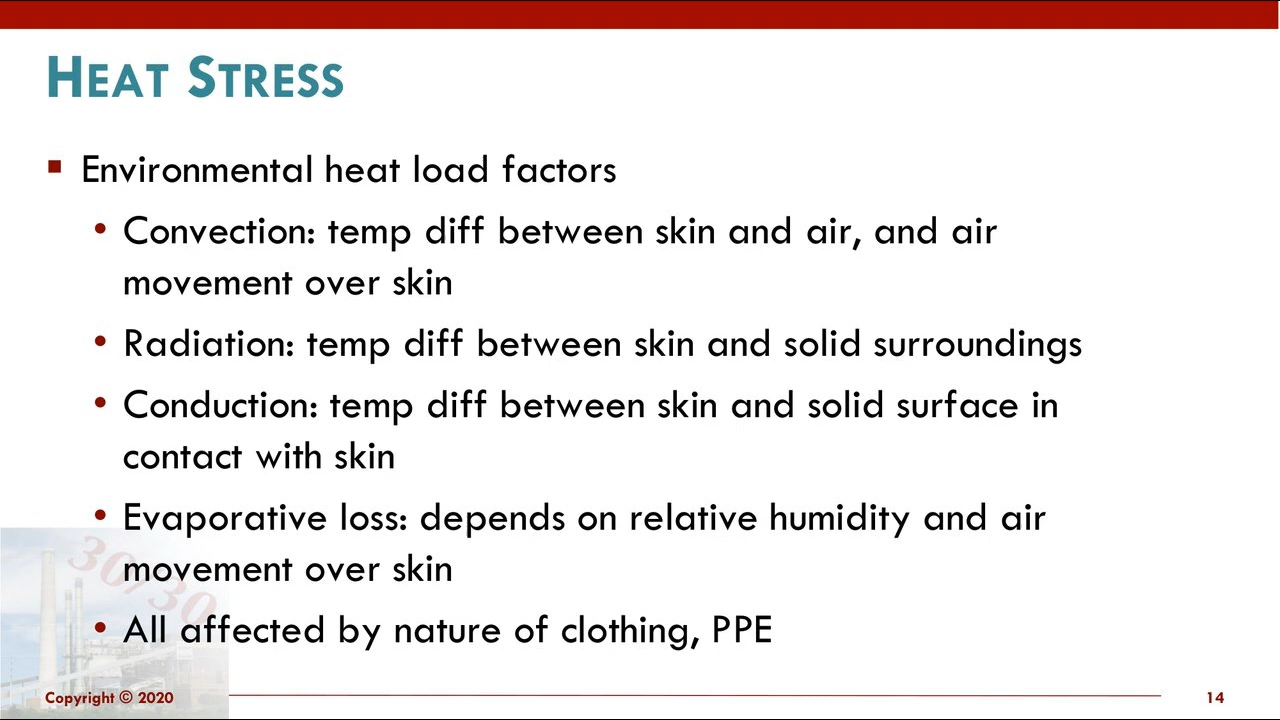 HEAT STRESS
▪ Environmental heat load factors
• Convection: temp diff between skin and air, and air
movement over skin
• Radiation: temp diff between skin and solid surroundings
• Conduction: temp diff between skin and solid surface in
contact with skin
• Evaporative loss: depends on relative humidity and air
movement over skin
• All affected by nature of clothing, PPE
30/30
Copyright © 2020
14